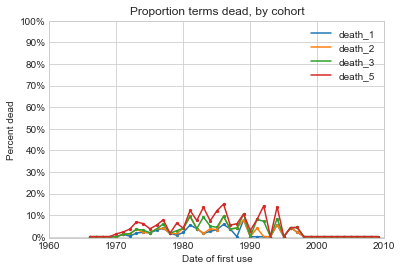 Proportion terms dead, by cohort
100%
90%
80%
70%
60%
50%
40%
30%
20%
10%
0%
Percent dead
death_1
death_2
death_3
death_5
1960 1970 1980 1990 2000 2010
Date of first use